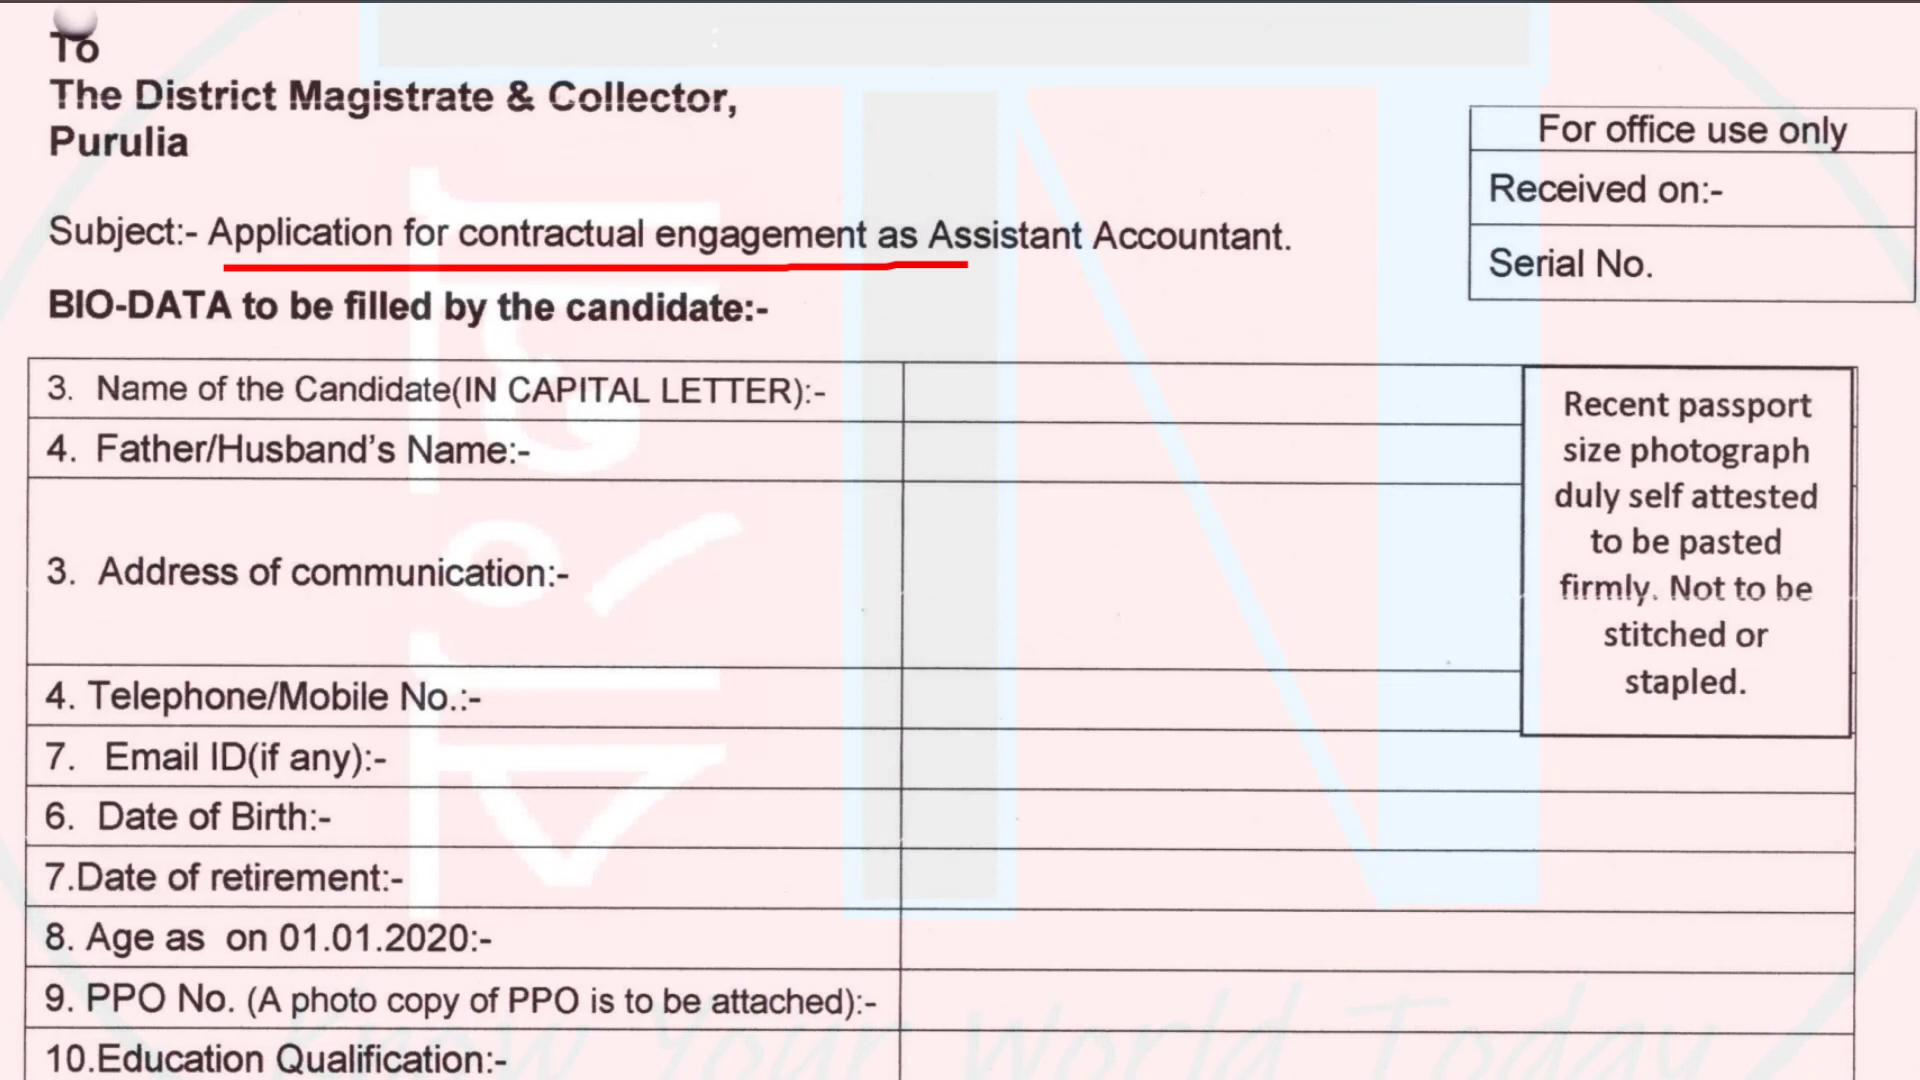 To
The District Magistrate & Collector,
Purulia
For office use only
Received on:-
Serial No.
Subject:- Application for contractual engagement as Assistant Accountant.
BIO-DATA to be filled by the candidate:-
3. Name of the Candidate(IN CAPITAL LETTER):-
4. Father/Husband's Name:-
3. Address of communication:-
4. Telephone/Mobile No.:-
7. Email ID(if any):-
6. Date of Birth:-
7.Date of retirement:-
8. Age as on 01.01.2020:-
9. PPO No. (A photo copy of PPO is to be attached):-
10.Education Qualification:-
Recent passport
size photograph
duly self attested
to be pasted
firmly. Not to be
stitched or
stapled.
Know Your World Today